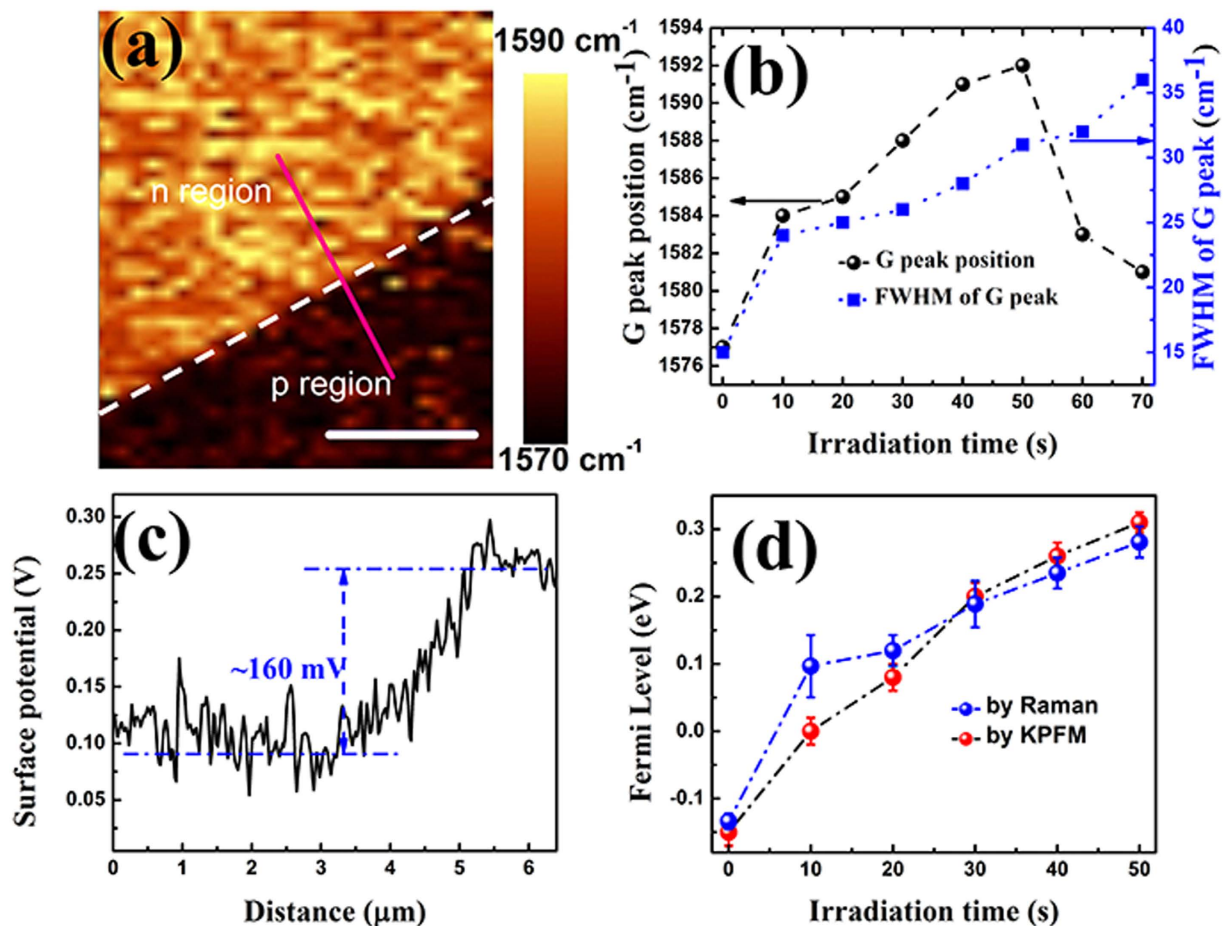 (a)
1590 cm⁻¹
n region
p region
1570 cm⁻¹
(b)
G peak position (cm⁻¹)
1594
1592
1590
1588
1586
1584
1582
1580
1578
1576
40
35
30
25
20
15
FWHM of G peak (cm⁻¹)
G peak position
FWHM of G peak
0 10 20 30 40 50 60 70
Irradiation time (s)
(c)
Surface potential (V)
0.30
0.25
0.20
0.15
0.10
0.05
~160 mV
0 1 2 3 4 5 6
Distance (μm)
(d)
Fermi Level (eV)
0.3
0.2
0.1
0.0
-0.1
by Raman
by KPFM
0 10 20 30 40 50
Irradiation time (s)